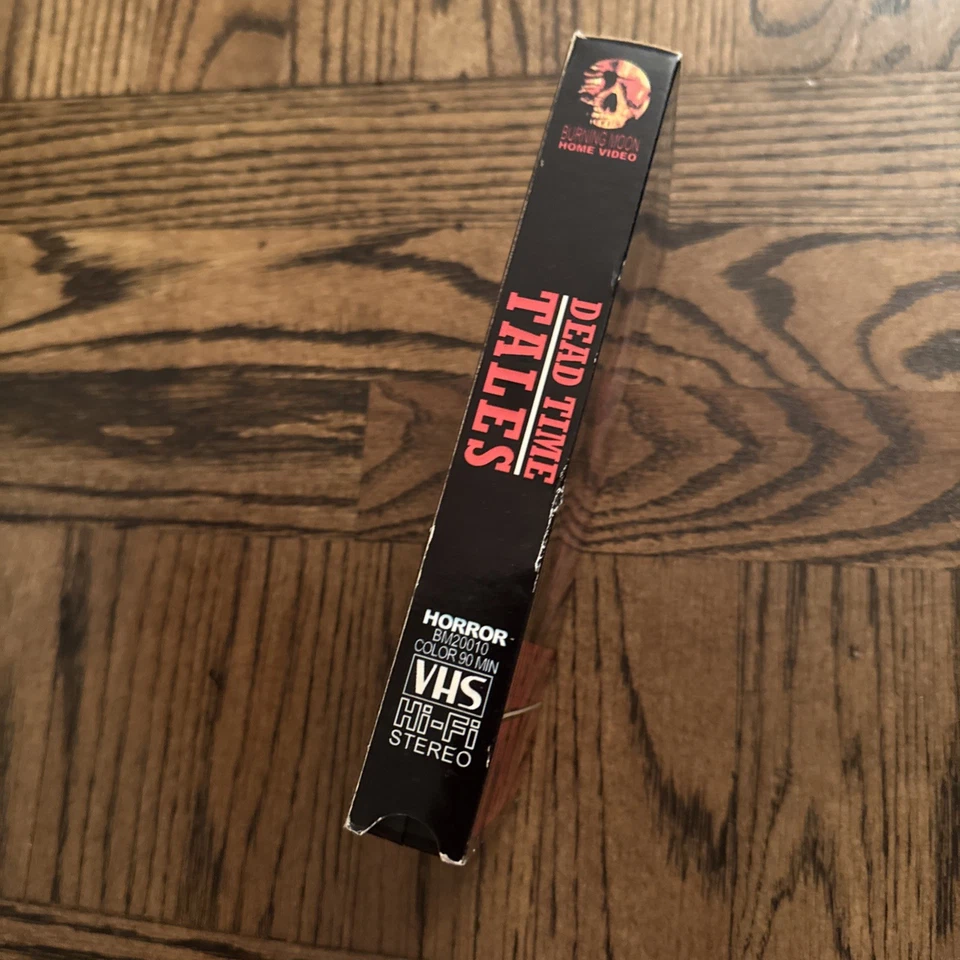 BURNING MOON
HOME VIDEO
DEAD TIME
TALES
HORROR
BM20010
COLOR 90 MIN
VHS
Hi-Fi
STEREO